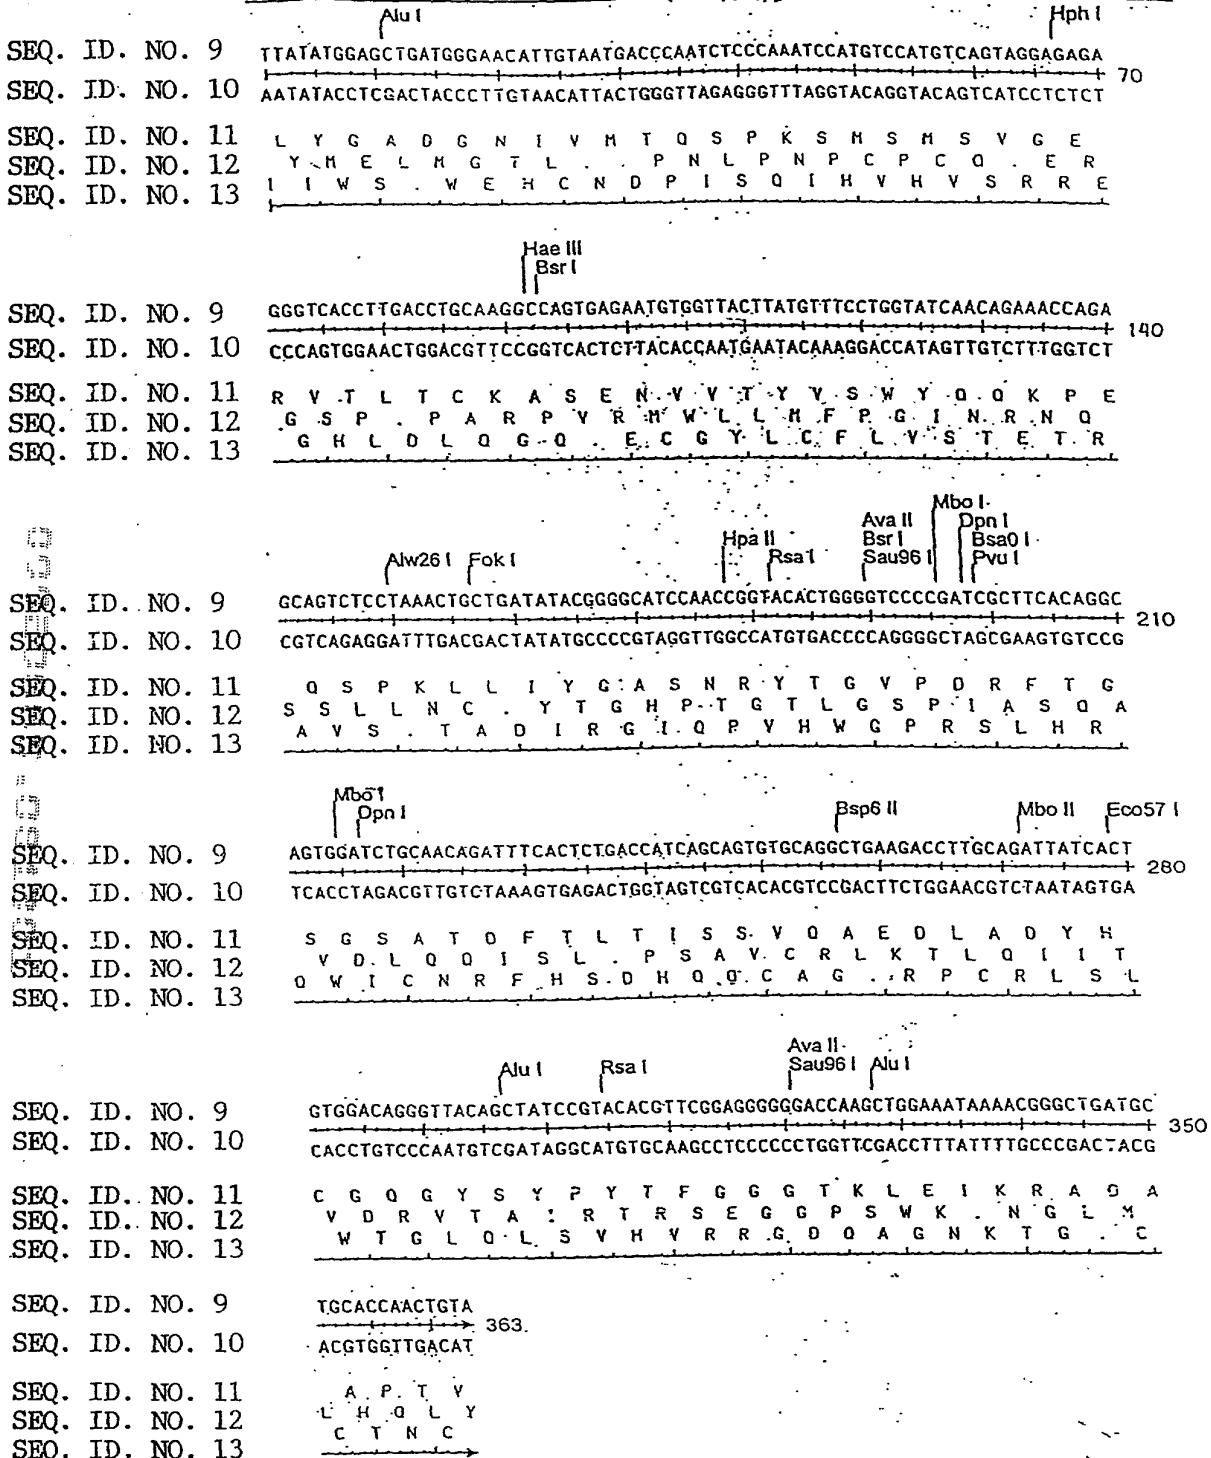 Alu I Hph I
SEQ. ID. NO. 9 TTATATGGAGCTGATGGGAACATTGTAATGACCCAATCTCCCAAATCCATGTCCATGTCAGTAGGAGAGA
70
SEQ. ID. NO. 10 AATATACCTCGACTACCCTTGTAACATTACTGGGTTAGAGGGTTTAGGTACAGGTACAGTCATCCTCTCT
SEQ. ID. NO. 11 L Y G A D G N I V M T Q S P K S M S M S V G E
SEQ. ID. NO. 12 Y M E L M G T L . . P N L P N P C P C Q . E R
SEQ. ID. NO. 13 I I W S . W E H C N D P I S Q I H V H V S R R E
Hae III
Bsr I
SEQ. ID. NO. 9 GGGTCACCTTGACCTGCAAGGCCAGTGAGAATGTGGTTACTTATGTTTCCTGGTATCAACAGAAACCAGA
140
SEQ. ID. NO. 10 CCCAGTGGAACTGGACGTTCCGGTCACTCTTACACCAATGAATACAAAGGACCATAGTTGTCTTTGGTCT
SEQ. ID. NO. 11 R V T L T C K A S E N V V T Y V S W Y Q Q K P E
SEQ. ID. NO. 12 G S P . P A R P V R M W L L M F P G I N R N Q
SEQ. ID. NO. 13 G H L D L Q G Q . E C G Y L C F L V S T E T R
Mbo I
Ava II Dpn I
Hpa II Bsr I BsaO I
Alw26 I Fok I Rsa I Sau96 I Pvu I
SEQ. ID. NO. 9 GCAGTCTCCTAAACTGCTGATATACGGGGCATCCAACCGGTACACTGGGGTCCCCGATCGCTTCACAGGC
210
SEQ. ID. NO. 10 CGTCAGAGGATTTGACGACTATATGCCCCGTAGGTTGGCCATGTGACCCCAGGGGCTAGCGAAGTGTCCG
SEQ. ID. NO. 11 Q S P K L L I Y G A S N R Y T G V P D R F T G
SEQ. ID. NO. 12 S S L L N C . Y T G H P T G T L G S P I A S Q A
SEQ. ID. NO. 13 A V S . T A D I R G I Q P V H W G P R S L H R
Mbo I
Dpn I Bsp6 II Mbo II Eco57 I
SEQ. ID. NO. 9 AGTGGATCTGCAACAGATTTCACTCTGACCATCAGCAGTGTGCAGGCTGAAGACCTTGCAGATTATCACT
280
SEQ. ID. NO. 10 TCACCTAGACGTTGTCTAAAGTGAGACTGGTAGTCGTCACACGTCCGACTTCTGGAACGTCTAATAGTGA
SEQ. ID. NO. 11 S G S A T D F T L T I S S V Q A E D L A D Y H
SEQ. ID. NO. 12 V D L Q Q I S L . P S A V C R L K T L Q I I T
SEQ. ID. NO. 13 Q W I C N R F H S D H Q Q C A G . R P C R L S L
Ava II
Alu I Rsa I Sau96 I Alu I
SEQ. ID. NO. 9 GTGGACAGGGTTACAGCTATCCGTACACGTTCGGAGGGGGGACCAAGCTGGAAATAAAACGGGCTGATGC
350
SEQ. ID. NO. 10 CACCTGTCCCAATGTCGATAGGCATGTGCAAGCCTCCCCCCTGGTTCGACCTTTATTTTGCCCGACTACG
SEQ. ID. NO. 11 C G Q G Y S Y P Y T F G G G T K L E I K R A D A
SEQ. ID. NO. 12 V D R V T A I R T R S E G G P S W K . N G L M
SEQ. ID. NO. 13 W T G L Q L S V H V R R G D Q A G N K T G . C
SEQ. ID. NO. 9 TGCACCAACTGTA
363.
SEQ. ID. NO. 10 ACGTGGTTGACAT
SEQ. ID. NO. 11 A P T V
SEQ. ID. NO. 12 L H Q L Y
SEQ. ID. NO. 13 C T N C